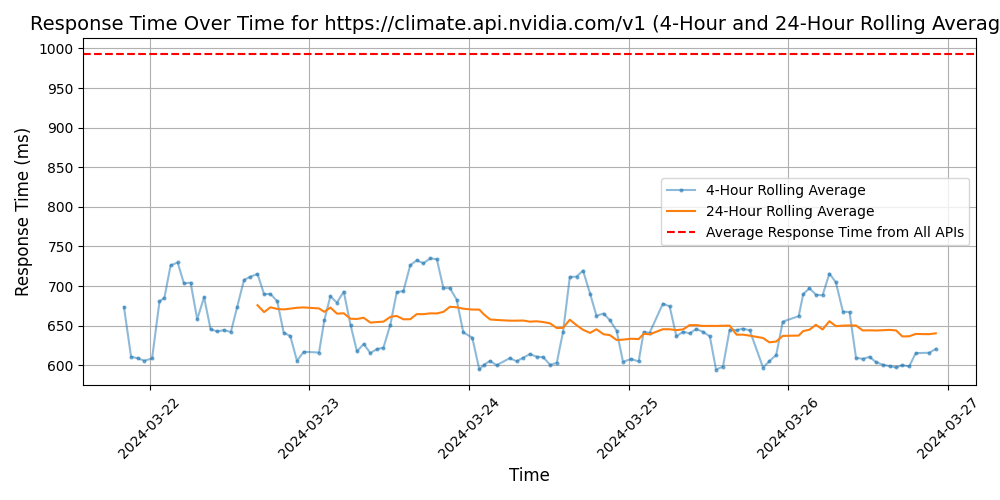 Response Time Over Time for https://climate.api.nvidia.com/v1 (4-Hour and 24-Hour Rolling Averag
Response Time (ms)
1000
950
900
850
800
750
700
650
600
4-Hour Rolling Average
24-Hour Rolling Average
Average Response Time from All APIs
2024-03-22
2024-03-23
2024-03-24
2024-03-25
2024-03-26
2024-03-27
Time